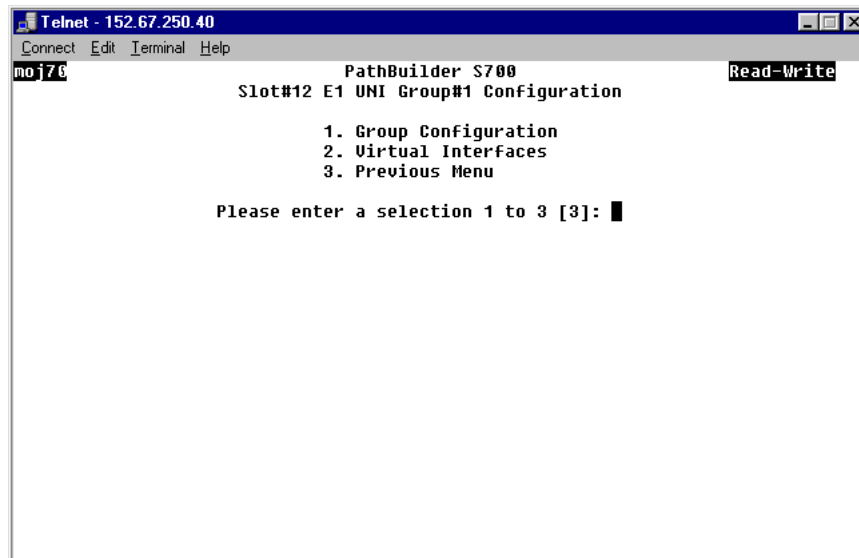 Telnet - 152.67.250.40
Connect Edit Terminal Help
moj70 PathBuilder S700 Read-Write
Slot#12 E1 UNI Group#1 Configuration
1. Group Configuration
2. Virtual Interfaces
3. Previous Menu
Please enter a selection 1 to 3 [3]: